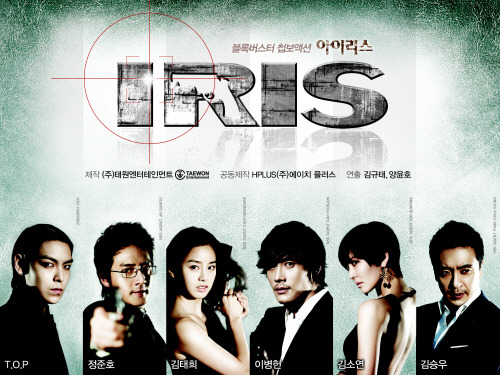 블록버스터 첩보액션 아이리스
IRIS
제작 (주)태원엔터테인먼트 TAEWON Entertainment 공동제작 HPLUS(주)에이치 플러스 연출 김규태, 양윤호
T.O.P 정준호 김태희 이병헌 김소연 김승우